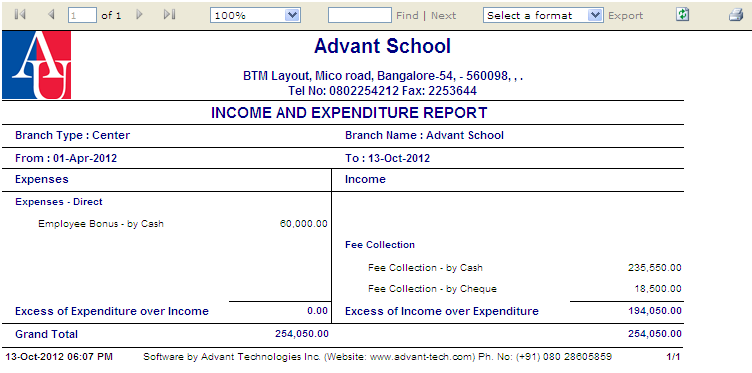 1 of 1 100% Find | Next Select a format Export
AU
Advant School
BTM Layout, Mico road, Bangalore-54, - 560098, , .
Tel No: 0802254212 Fax: 2253644
INCOME AND EXPENDITURE REPORT
Branch Type : Center Branch Name : Advant School
From : 01-Apr-2012 To : 13-Oct-2012
Expenses Income
Expenses - Direct
Employee Bonus - by Cash 60,000.00
Fee Collection
Fee Collection - by Cash 235,550.00
Fee Collection - by Cheque 18,500.00
Excess of Expenditure over Income 0.00 Excess of Income over Expenditure 194,050.00
Grand Total 254,050.00 254,050.00
13-Oct-2012 06:07 PM Software by Advant Technologies Inc. (Website: www.advant-tech.com) Ph. No: (+91) 080 28605859 1/1